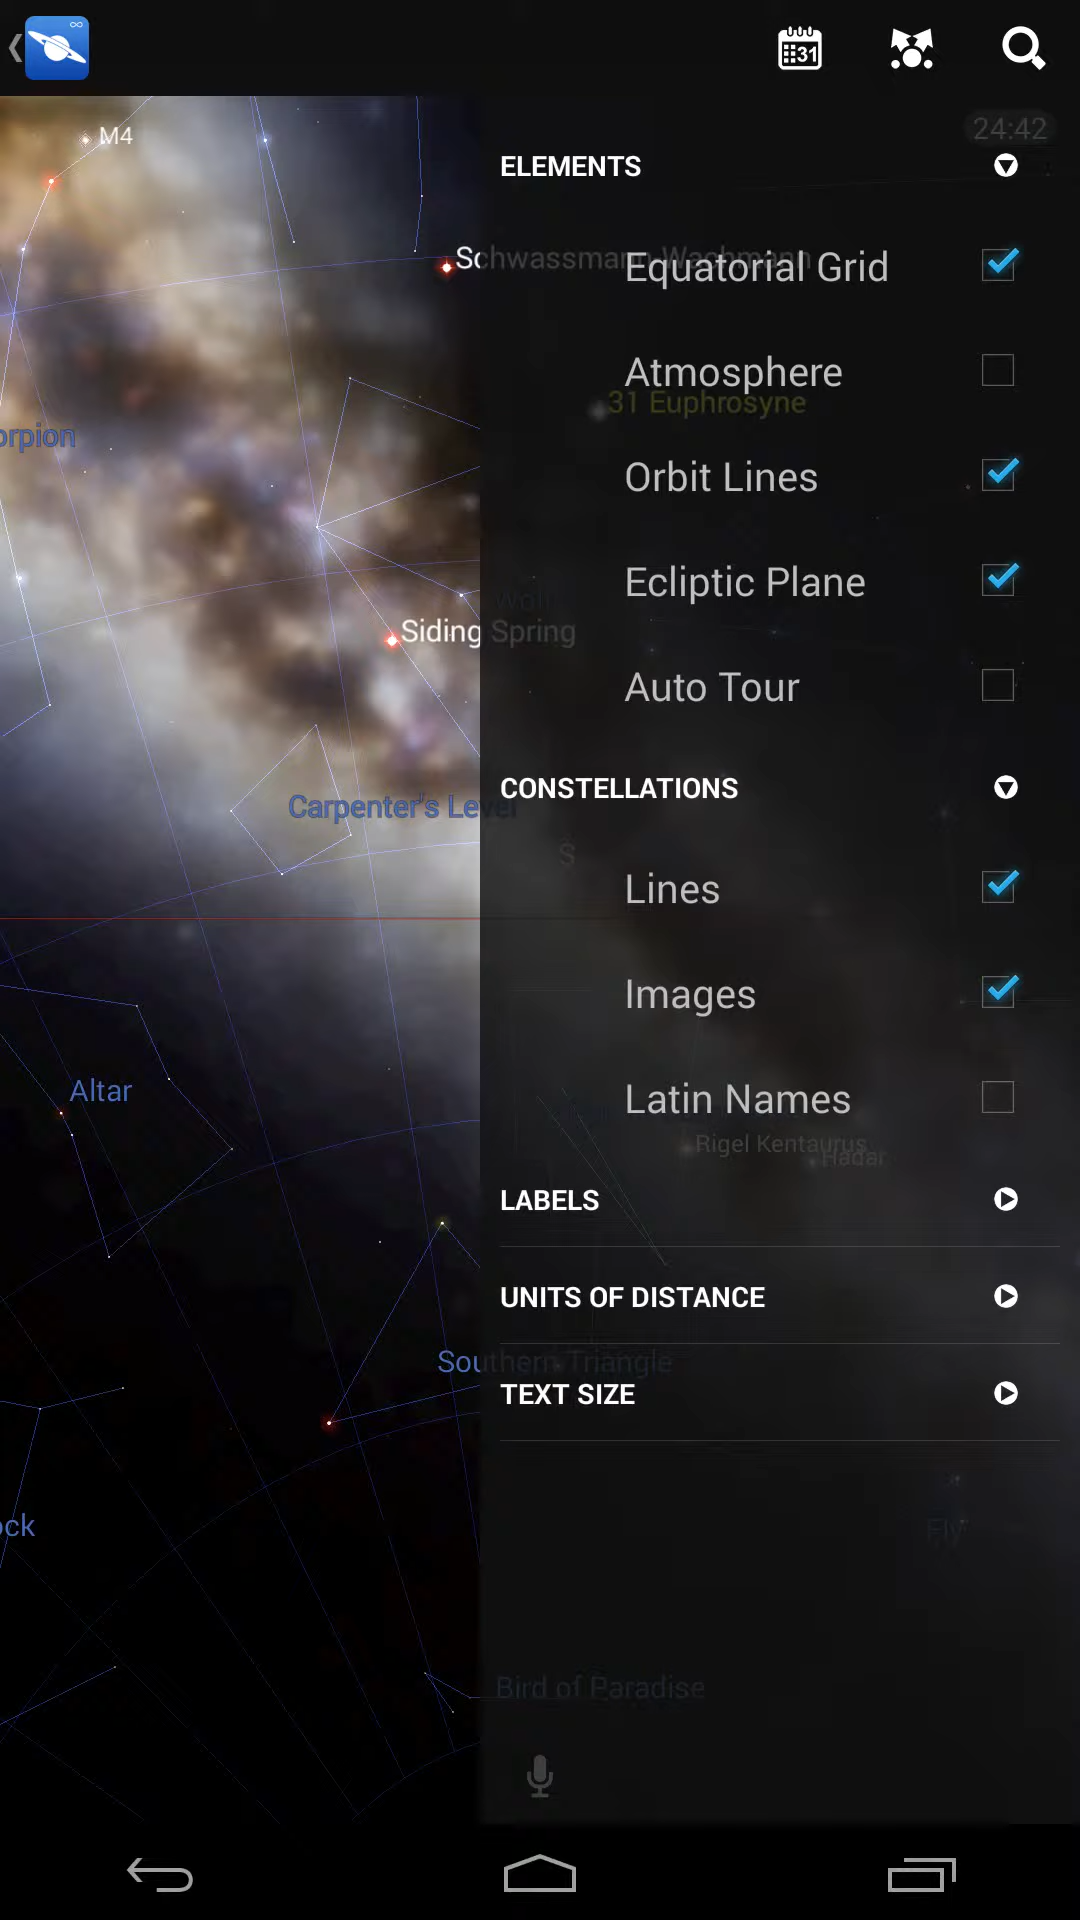 31
24:42
M4
ELEMENTS
Schwassmann-Wachmann
Equatorial Grid
Atmosphere
31 Euphrosyne
orpion
Orbit Lines
Ecliptic Plane
Wolf
Siding Spring
Auto Tour
CONSTELLATIONS
Carpenter's Level
S
Lines
Images
Altar
Latin Names
Rigel Kentaurus
Hadar
LABELS
UNITS OF DISTANCE
Southern Triangle
TEXT SIZE
ock
Fly
Bird of Paradise